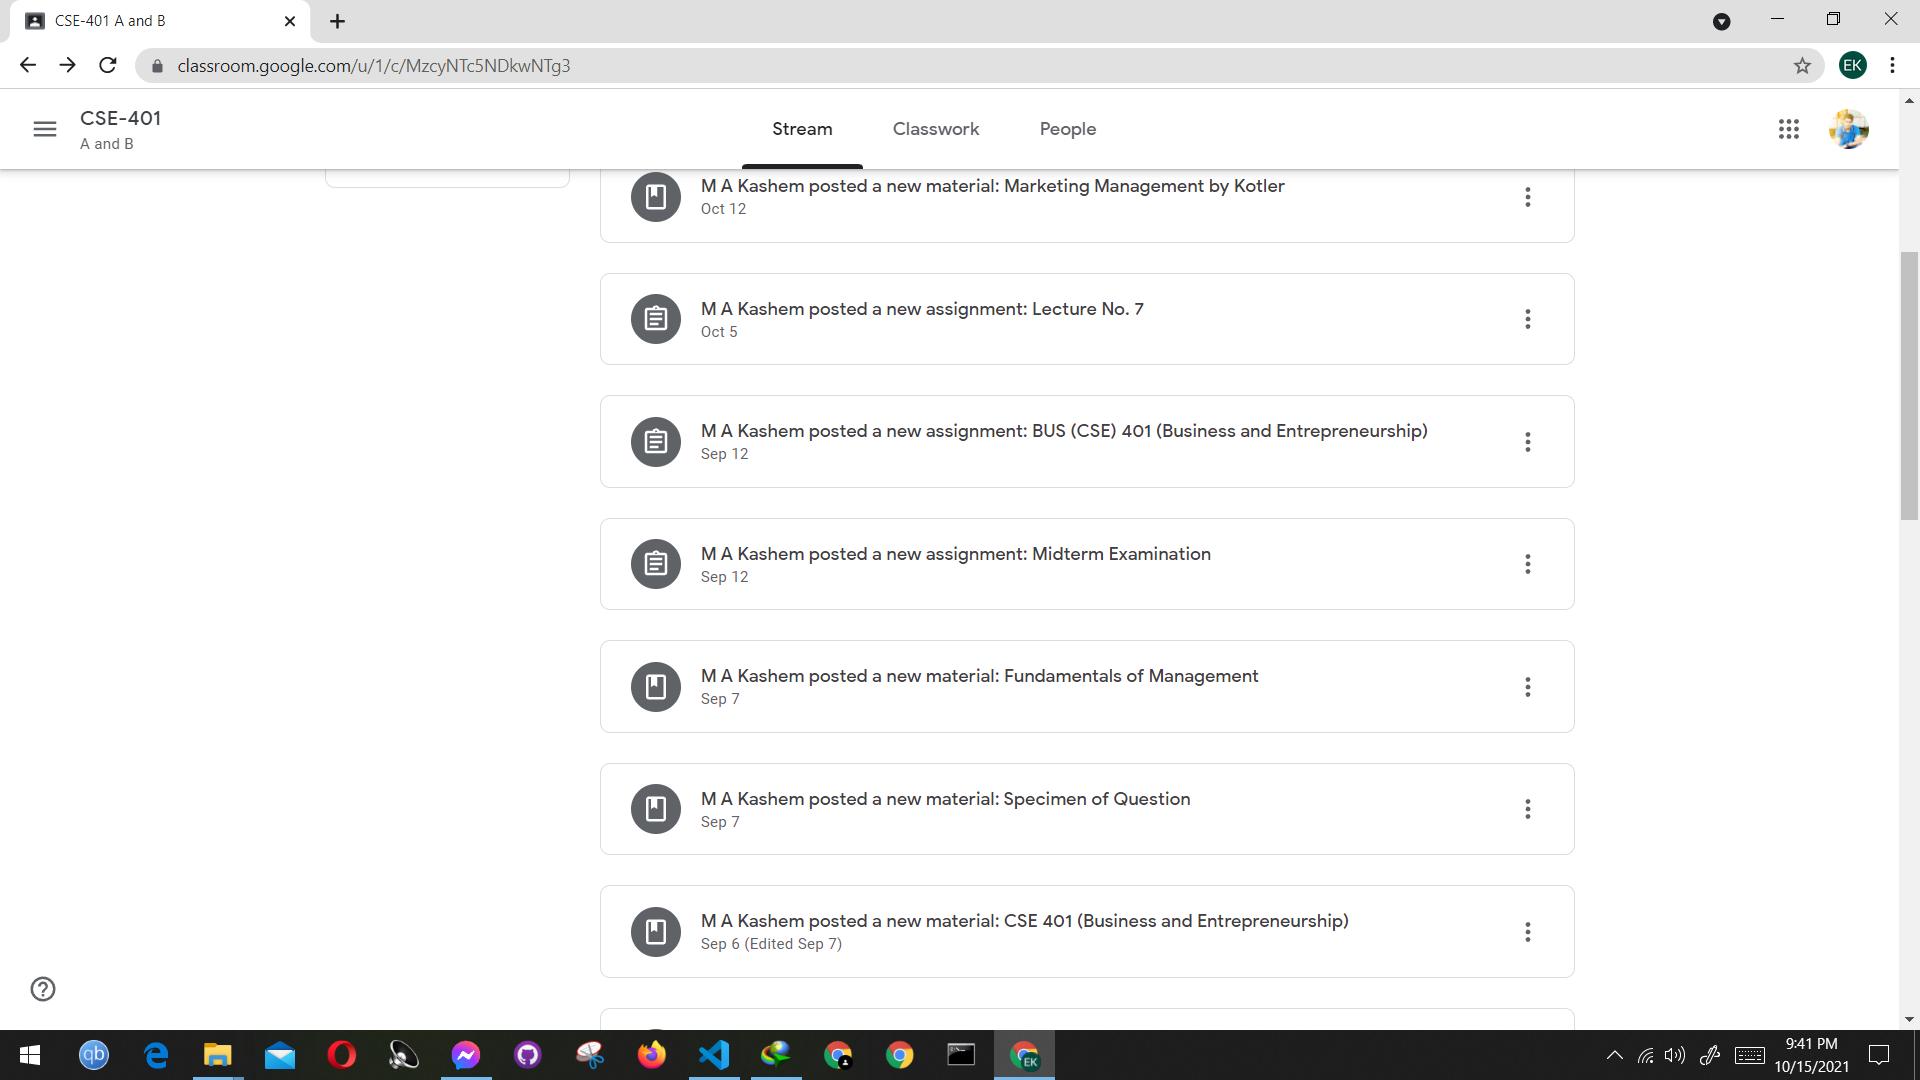 CSE-401 A and B
classroom.google.com/u/1/c/MzcyNTc5NDkwNTg3
EK
CSE-401
A and B
Stream
Classwork
People
M A Kashem posted a new material: Marketing Management by Kotler
Oct 12
M A Kashem posted a new assignment: Lecture No. 7
Oct 5
M A Kashem posted a new assignment: BUS (CSE) 401 (Business and Entrepreneurship)
Sep 12
M A Kashem posted a new assignment: Midterm Examination
Sep 12
M A Kashem posted a new material: Fundamentals of Management
Sep 7
M A Kashem posted a new material: Specimen of Question
Sep 7
M A Kashem posted a new material: CSE 401 (Business and Entrepreneurship)
Sep 6 (Edited Sep 7)
qb
EK
9:41 PM
10/15/2021